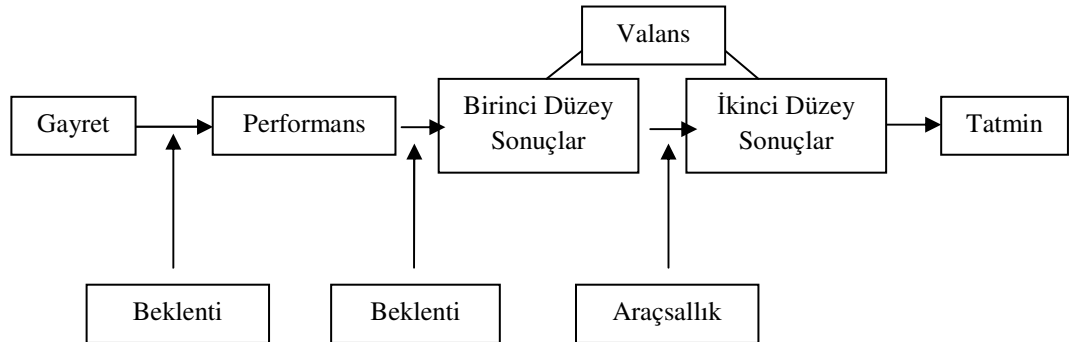 Valans
Gayret
Performans
Birinci Düzey
Sonuçlar
İkinci Düzey
Sonuçlar
Tatmin
Beklenti
Beklenti
Araçsallık